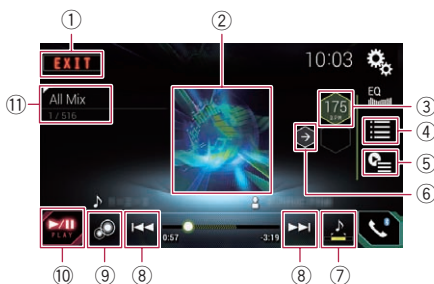 ①
②
EXIT
10:03
All Mix
1 / 516
EQ
175
BPM
③
④
⑤
⑥
⑪
PLAY
0:57
-3:19
⑩
⑨
⑧
⑧
⑦